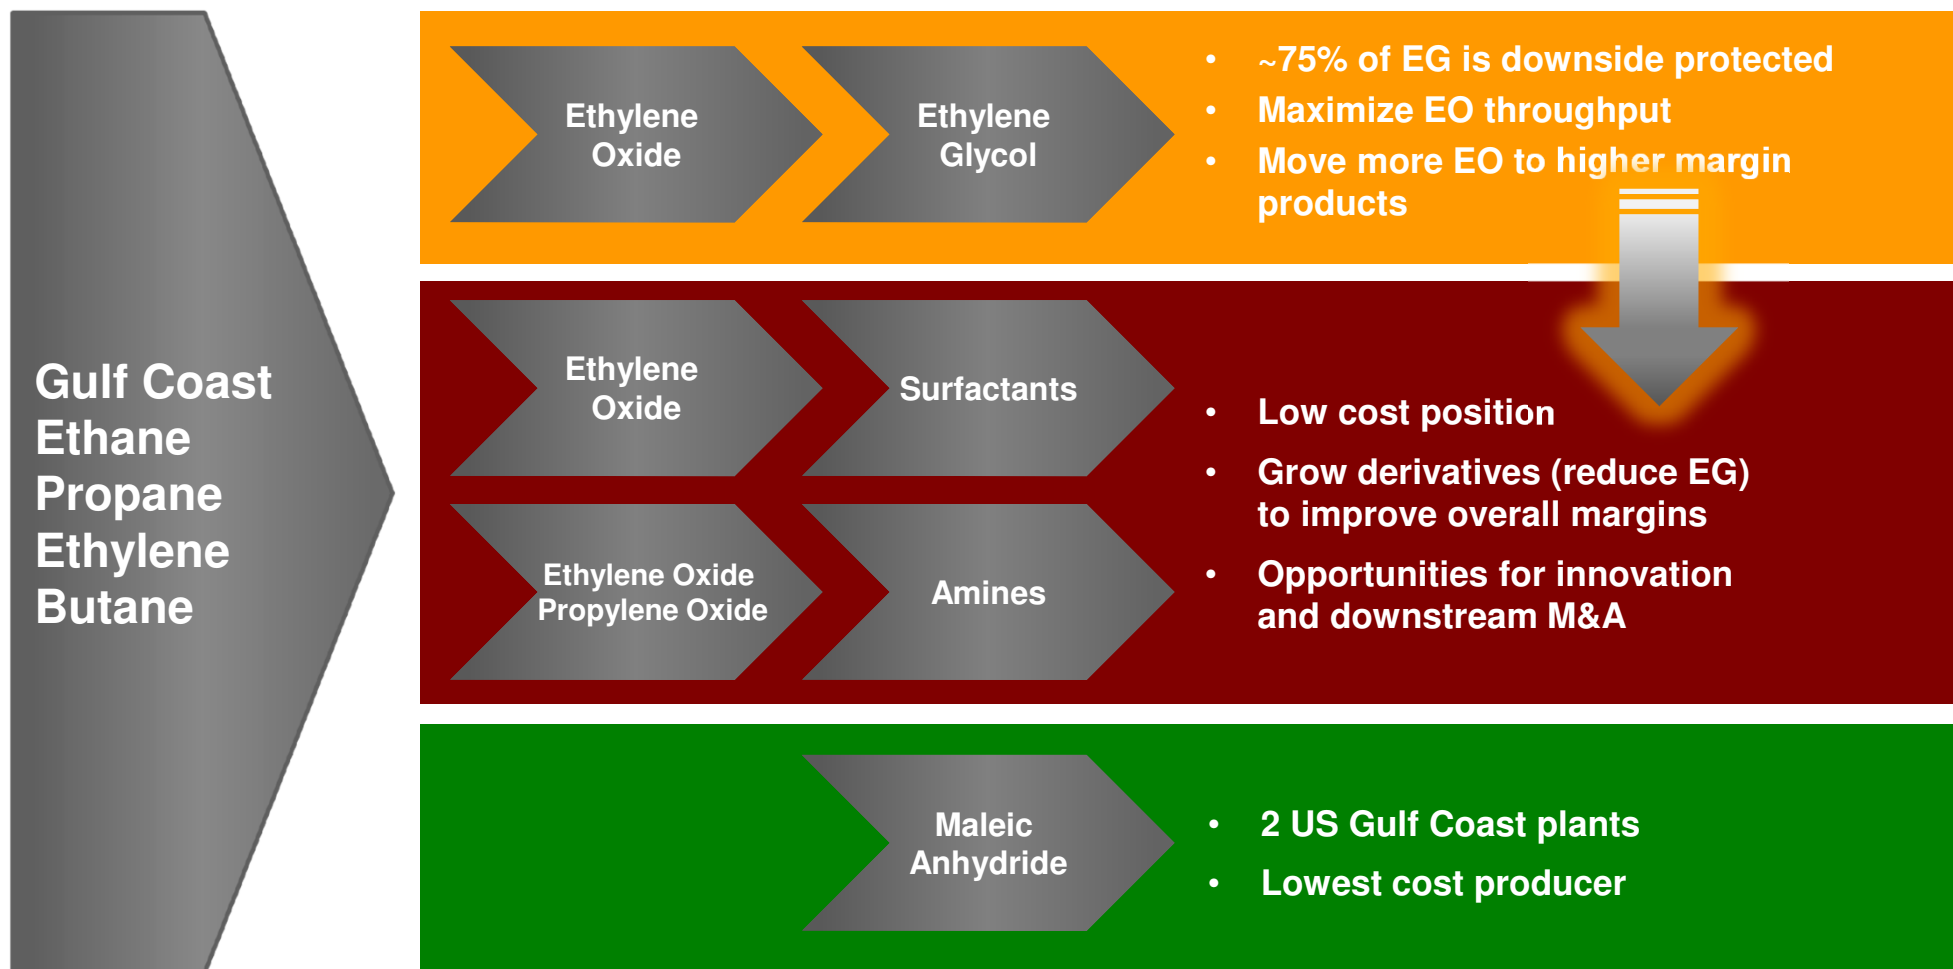 Gulf Coast
Ethane
Propane
Ethylene
Butane
Ethylene
Oxide
Ethylene
Glycol
• ~75% of EG is downside protected
• Maximize EO throughput
• Move more EO to higher margin
products
Ethylene
Oxide
Surfactants
Ethylene Oxide
Propylene Oxide
Amines
• Low cost position
• Grow derivatives (reduce EG)
to improve overall margins
• Opportunities for innovation
and downstream M&A
Maleic
Anhydride
• 2 US Gulf Coast plants
• Lowest cost producer